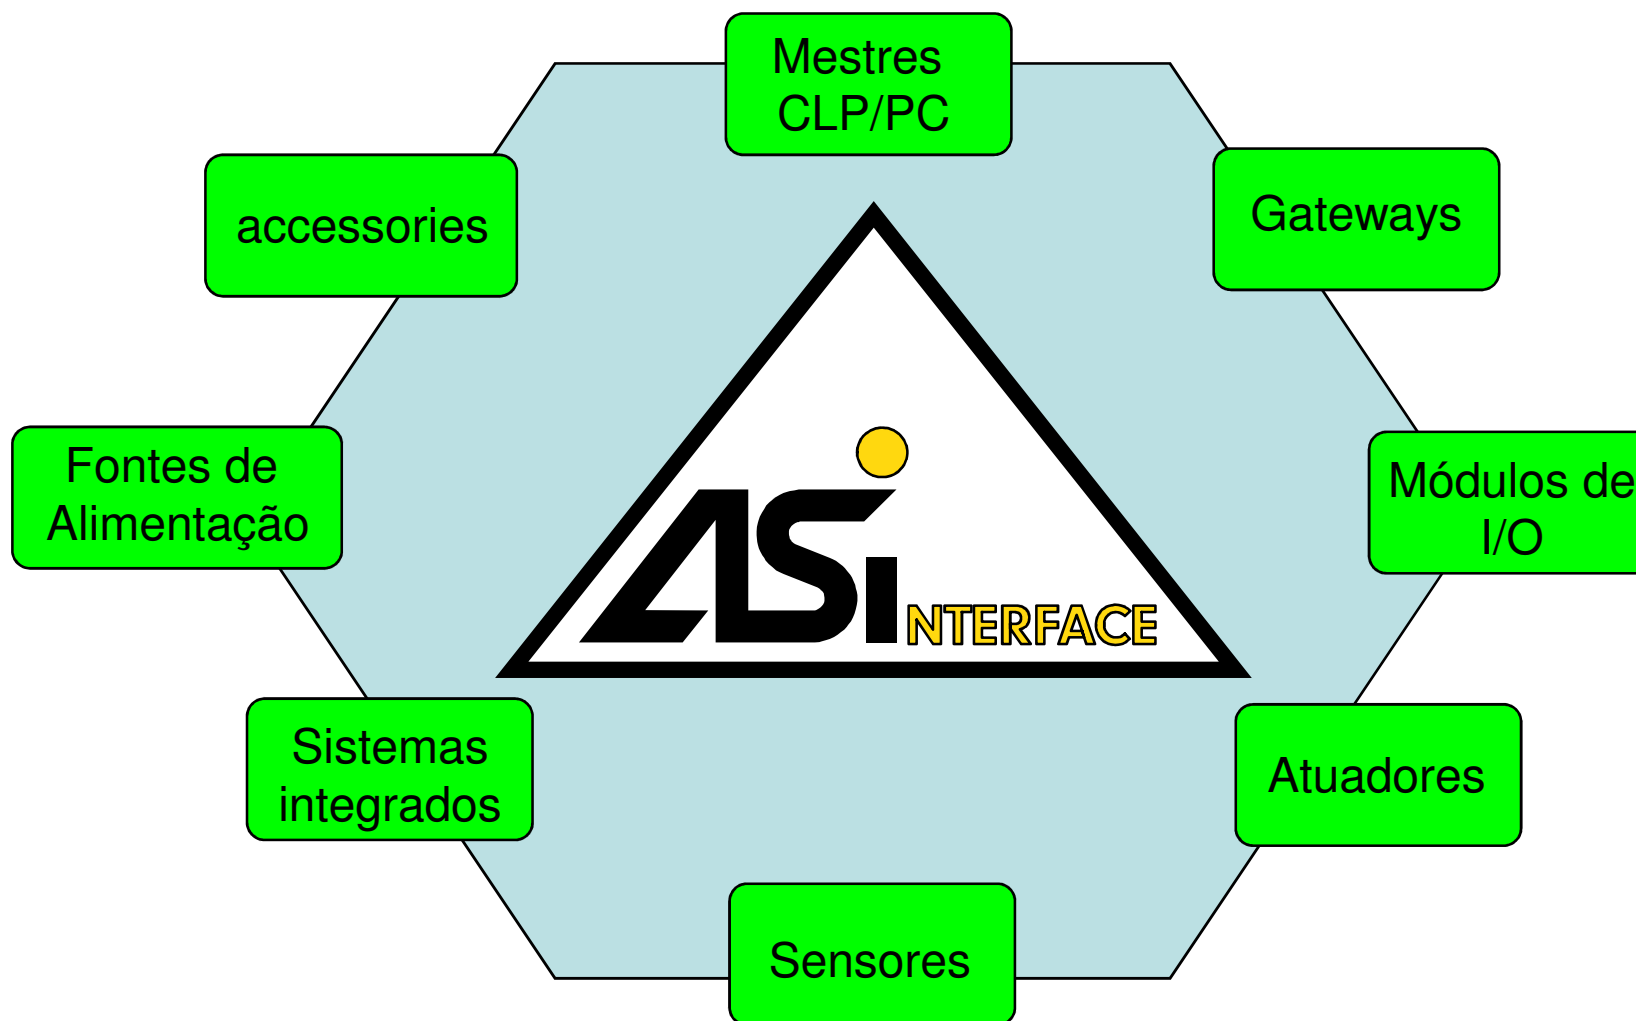 Mestres
CLP/PC
accessories
Gateways
Fontes de
Alimentação
Módulos de
I/O
ASi
NTERFACE
Sistemas
integrados
Atuadores
Sensores